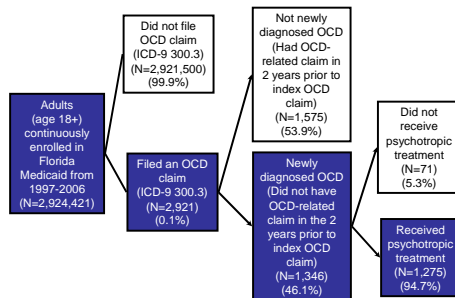 Did not file
OCD claim
(ICD-9 300.3)
(N=2,921,500)
(99.9%)
Not newly
diagnosed OCD
(Had OCD-
related claim in
2 years prior to
index OCD
claim)
(N=1,575)
(53.9%)
Adults
(age 18+)
continuously
enrolled in
Florida
Medicaid from
1997-2006
(N=2,924,421)
Filed an OCD
claim
(ICD-9 300.3)
(N=2,921)
(0.1%)
Newly
diagnosed OCD
(Did not have
OCD-related
claim in the 2
years prior to
index OCD
claim)
(N=1,346)
(46.1%)
Did not
receive
psychotropic
treatment
(N=71)
(5.3%)
Received
psychotropic
treatment
(N=1,275)
(94.7%)